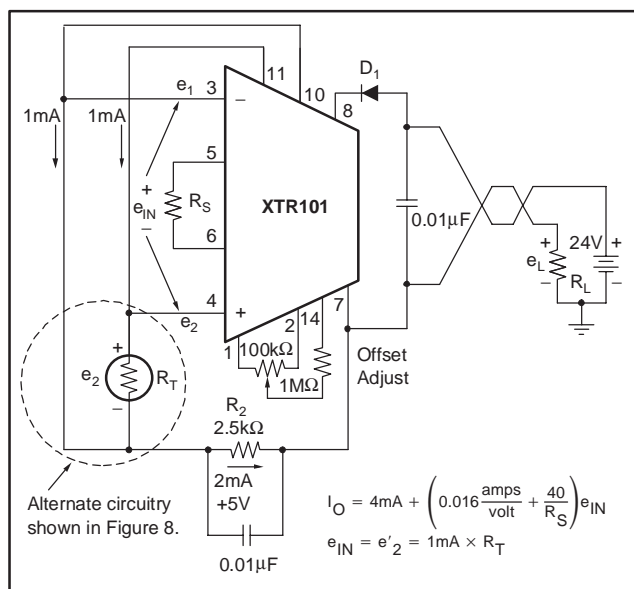 11
D1
e1
3
−
10
8
1mA
1mA
5
+
eIN
−
RS
XTR101
0.01µF
6
24V
+
+
eL
RL
−
−
4
+
e2
2
14
7
1
100kΩ
1MΩ
Offset
Adjust
+
e2
RT
−
R2
2.5kΩ
2mA
+5V
0.01µF
Alternate circuitry
shown in Figure 8.
IO = 4mA + (0.016 amps/volt + 40/RS) eIN
eIN = e′2 = 1mA × RT